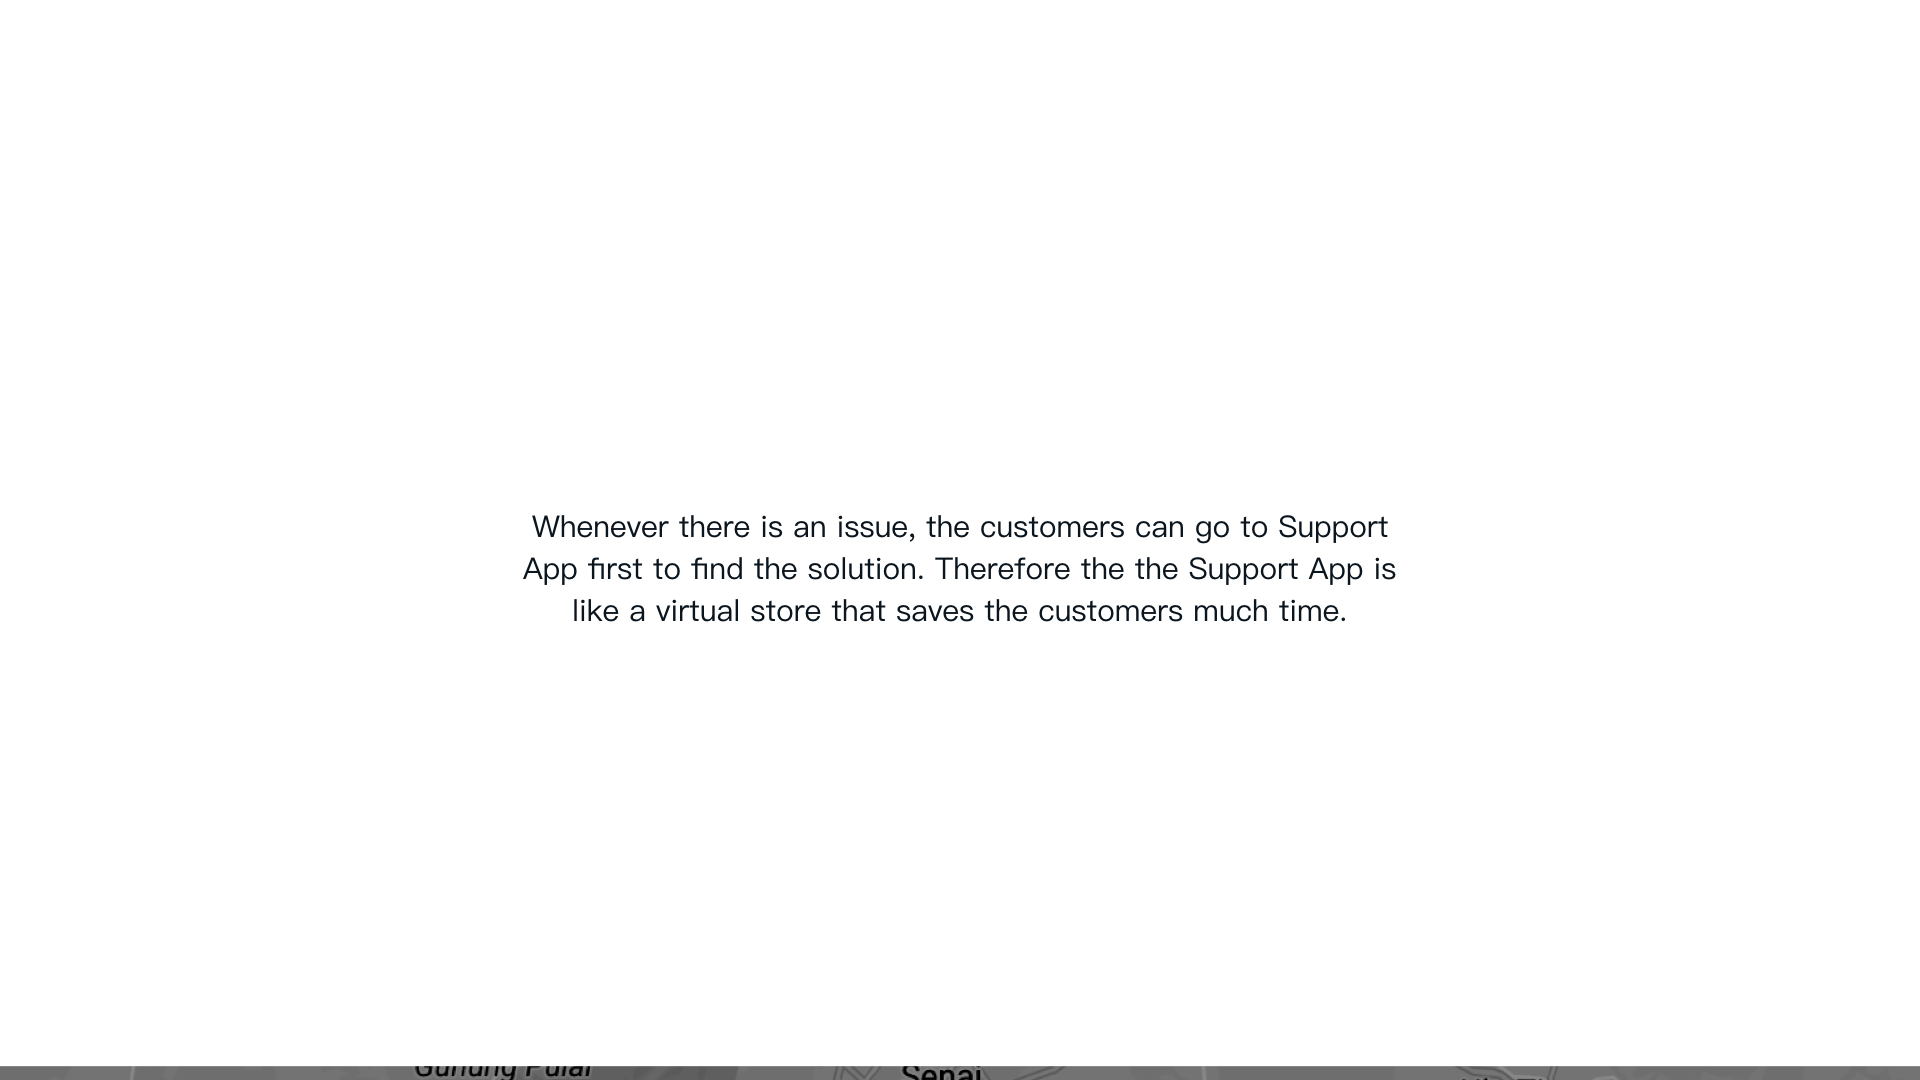 Whenever there is an issue, the customers can go to Support
App first to find the solution. Therefore the the Support App is
like a virtual store that saves the customers much time.
Gunung Pulai
Senai